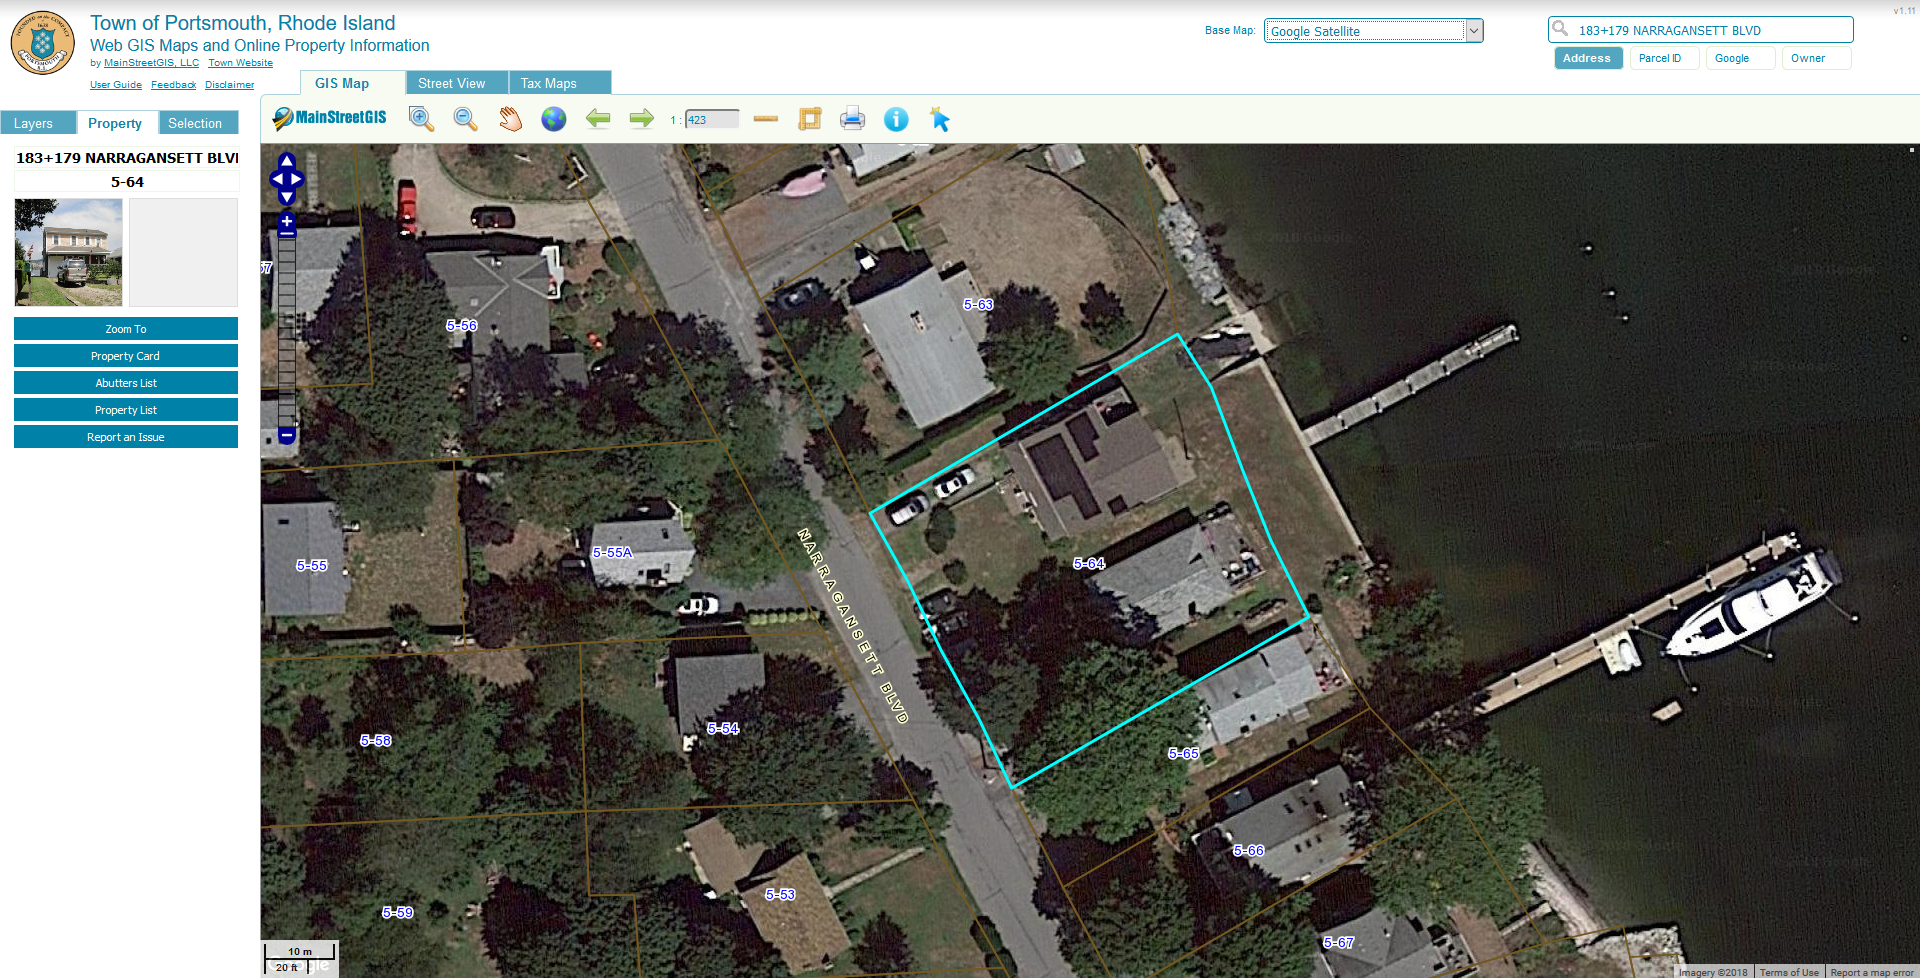 Town of Portsmouth, Rhode Island
Web GIS Maps and Online Property Information
by MainStreetGIS, LLC Town Website
User Guide Feedback Disclaimer
v1.11
Base Map: Google Satellite
183+179 NARRAGANSETT BLVD
Address Parcel ID Google Owner
GIS Map Street View Tax Maps
Layers Property Selection
MainStreetGIS
1 : 423
183+179 NARRAGANSETT BLV
5-64
Zoom To
Property Card
Abutters List
Property List
Report an Issue
57
5-56
5-63
5-55
5-55A
5-64
NARRAGANSETT BLVD
5-58
5-54
5-65
5-66
5-59
5-53
5-67
10 m
20 ft
Google
Imagery ©2018 Terms of Use Report a map error